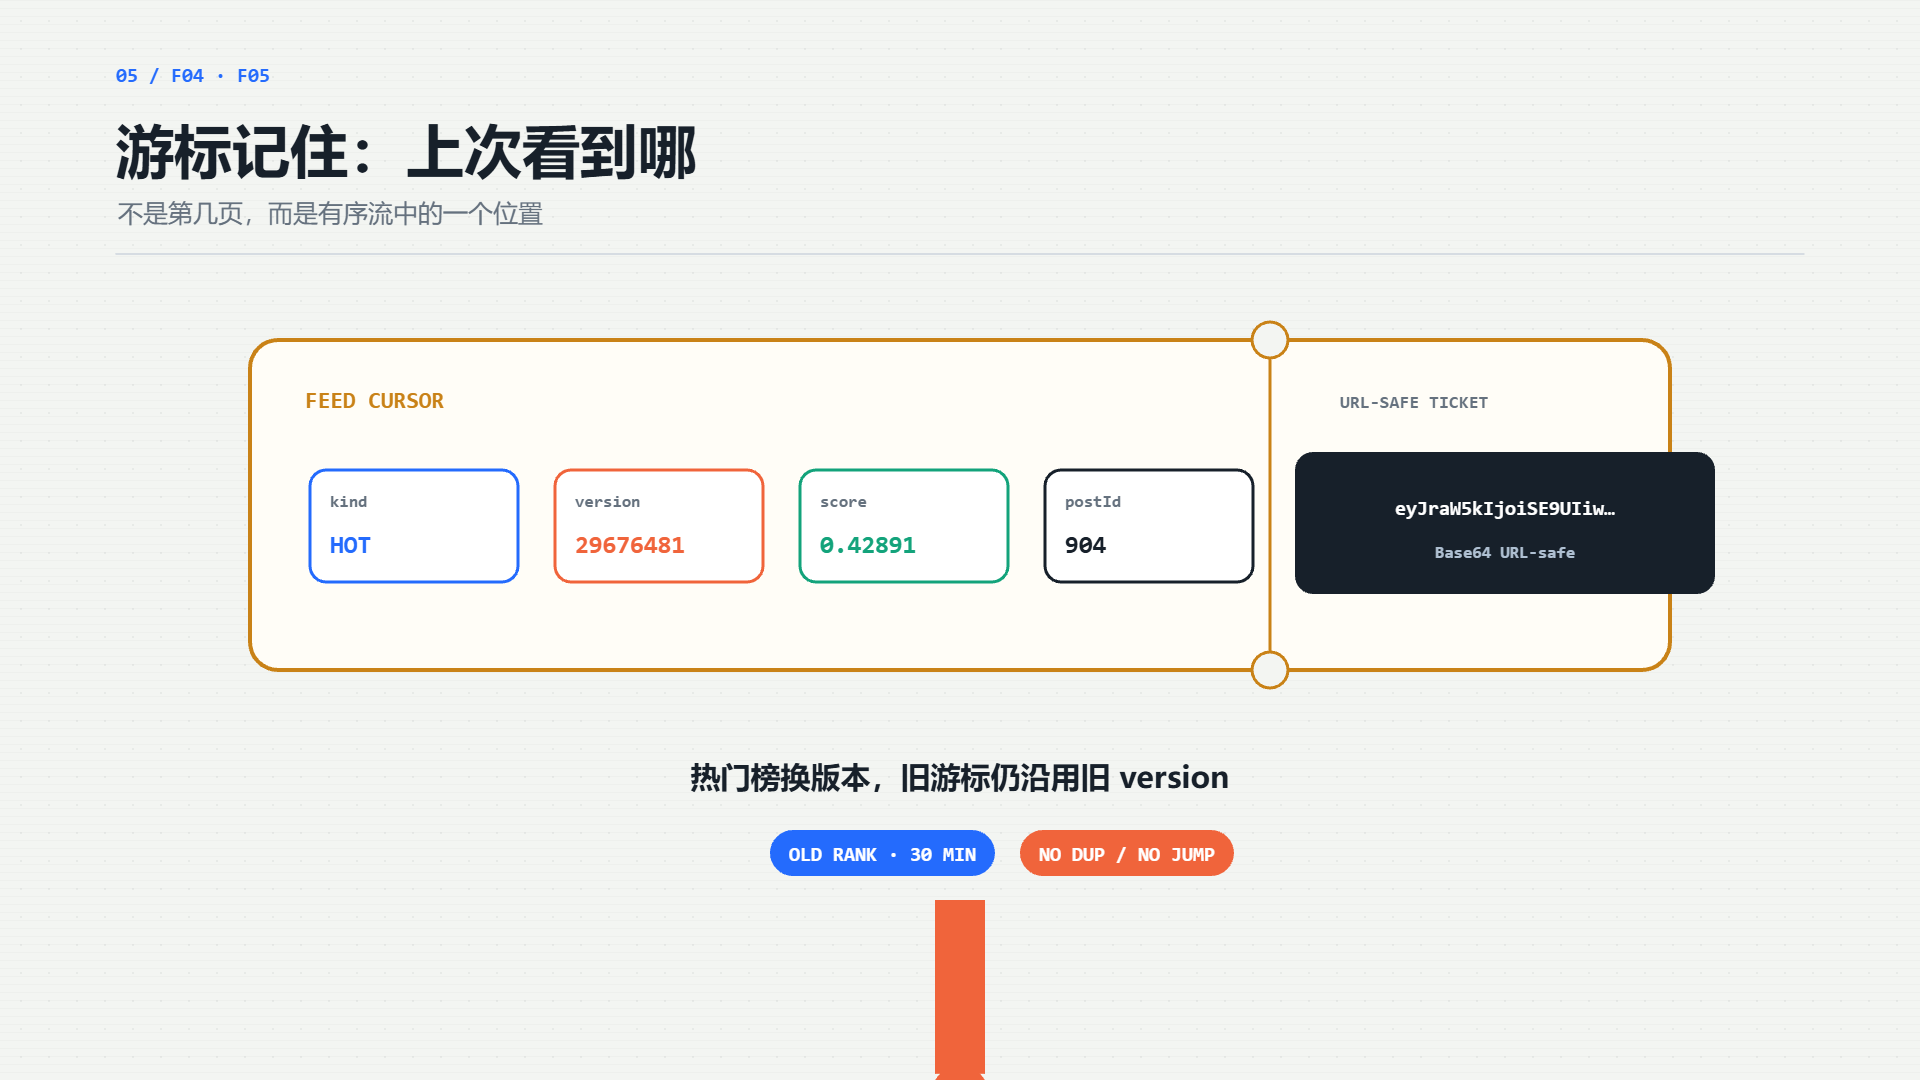 05 / F04 · F05
游标记住：上次看到哪
不是第几页，而是有序流中的一个位置
FEED CURSOR
URL-SAFE TICKET
kind
HOT
version
29676481
score
0.42891
postId
904
eyJraW5kIjoiSE9UIiw…
Base64 URL-safe
热门榜换版本，旧游标仍沿用旧 version
OLD RANK · 30 MIN
NO DUP / NO JUMP